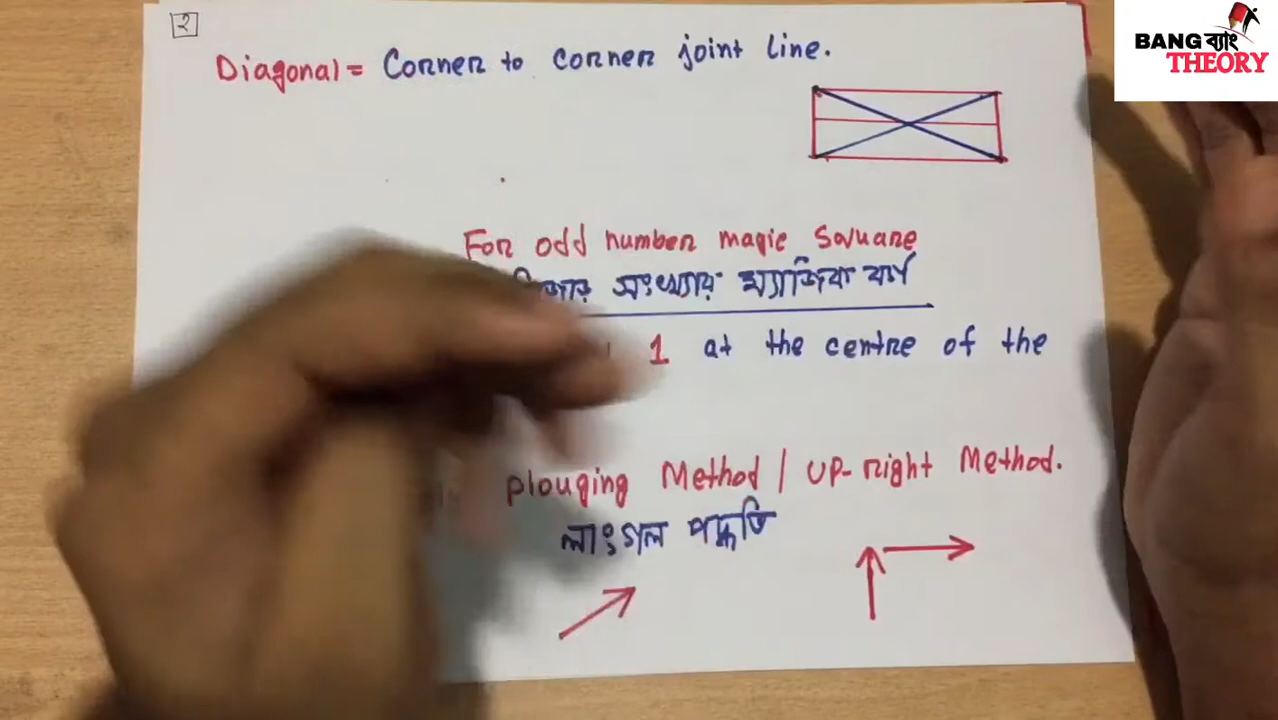 ২
BANG ব্যাং
THEORY
Diagonal = Corner to corner joint line.
For odd number magic Square
সংখ্যার ম্যাজিক বর্গ
1 at the centre of the
plouging Method / UP-right Method.
লাংগল পদ্ধতি